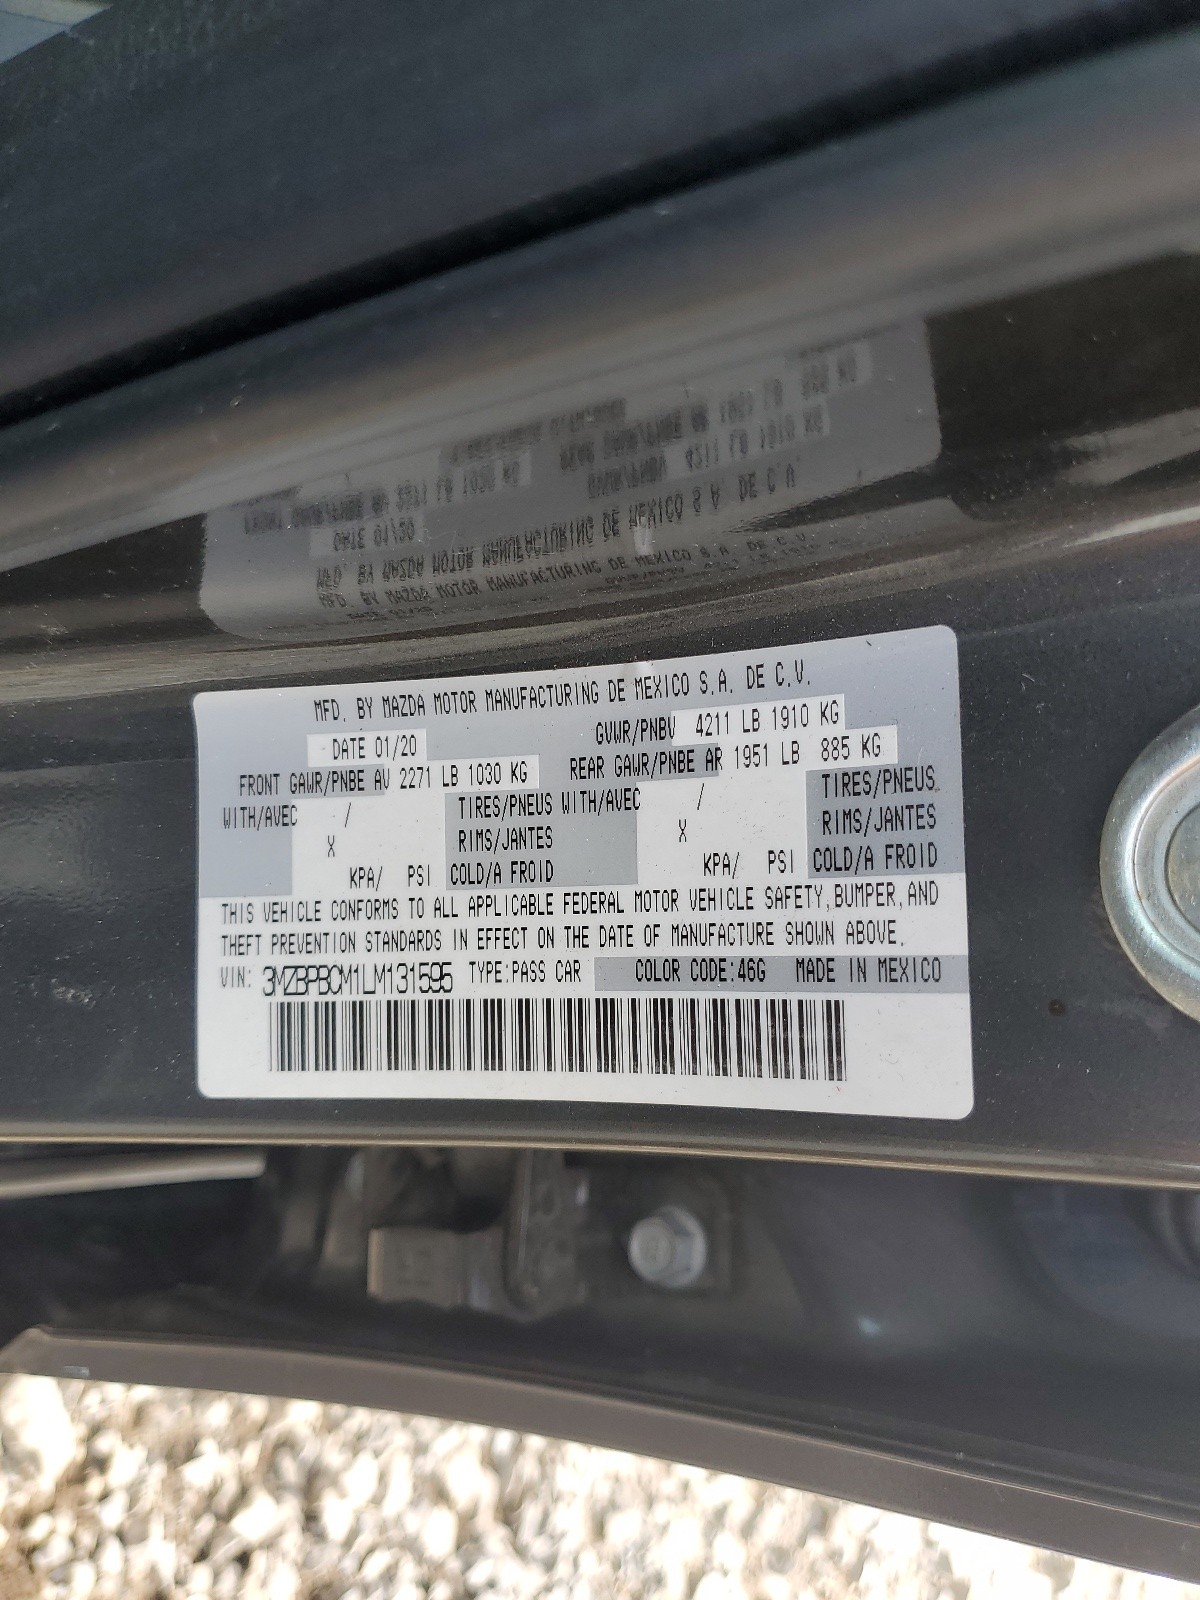 MFD. BY MAZDA MOTOR MANUFACTURING DE MEXICO S.A. DE C.V.
DATE 01/20 GVWR/PNBV 4211 LB 1910 KG
FRONT GAWR/PNBE AV 2271 LB 1030 KG REAR GAWR/PNBE AR 1951 LB 885 KG
WITH/AVEC / TIRES/PNEUS WITH/AVEC / TIRES/PNEUS
X RIMS/JANTES X RIMS/JANTES
KPA/ PSI COLD/A FROID KPA/ PSI COLD/A FROID
THIS VEHICLE CONFORMS TO ALL APPLICABLE FEDERAL MOTOR VEHICLE SAFETY, BUMPER, AND
THEFT PREVENTION STANDARDS IN EFFECT ON THE DATE OF MANUFACTURE SHOWN ABOVE.
VIN: 3MZBPBCM1LM131595 TYPE:PASS CAR COLOR CODE:46G MADE IN MEXICO